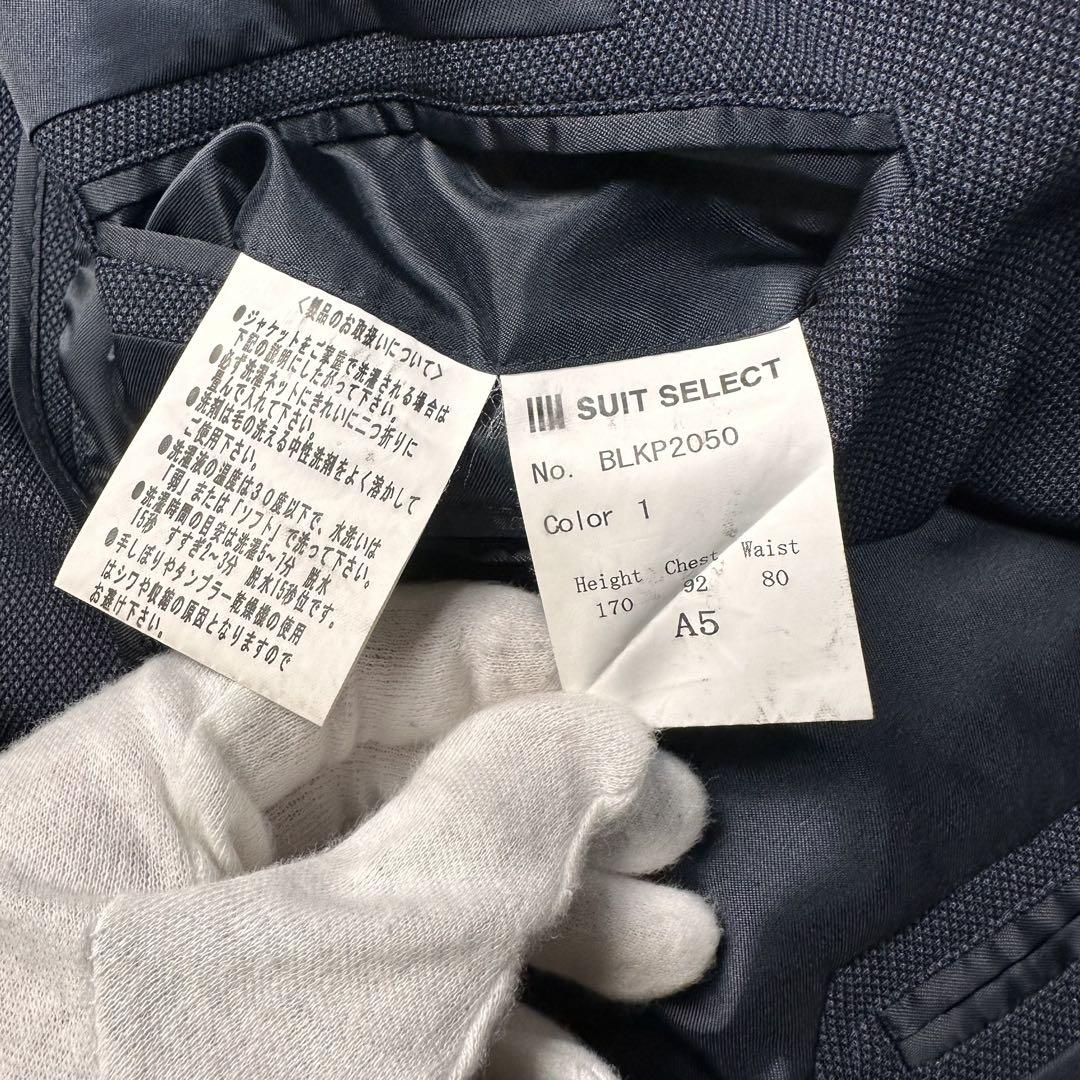 〈製品のお取扱いについて〉
●ジャケットをご家庭で洗濯される場合は
下記の説明にしたがって下さい。
●必ず洗濯ネットにきれいに二つ折りに
畳んで入れて下さい。
●洗剤は毛の洗える中性洗剤をよく溶かして
ご使用下さい。
●洗濯液の温度は30度以下で、水洗いは
「弱」または「ソフト」で洗って下さい。
●洗濯時間の目安は洗濯5~1分 脱水
15秒 すすぎ2~3分 脱水15秒位です。
●手しぼりやタンブラー乾燥機の使用
はシワや収縮の原因となりますので
お避け下さい。
SUIT SELECT
No. BLKP2050
Color 1
Height Chest Waist
170 92 80
A5